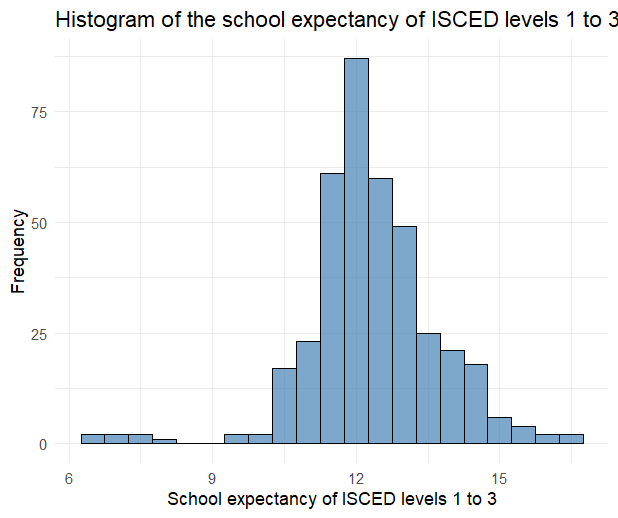 Histogram of the school expectancy of ISCED levels 1 to 3
75
50
25
0
Frequency
6
9
12
15
School expectancy of ISCED levels 1 to 3